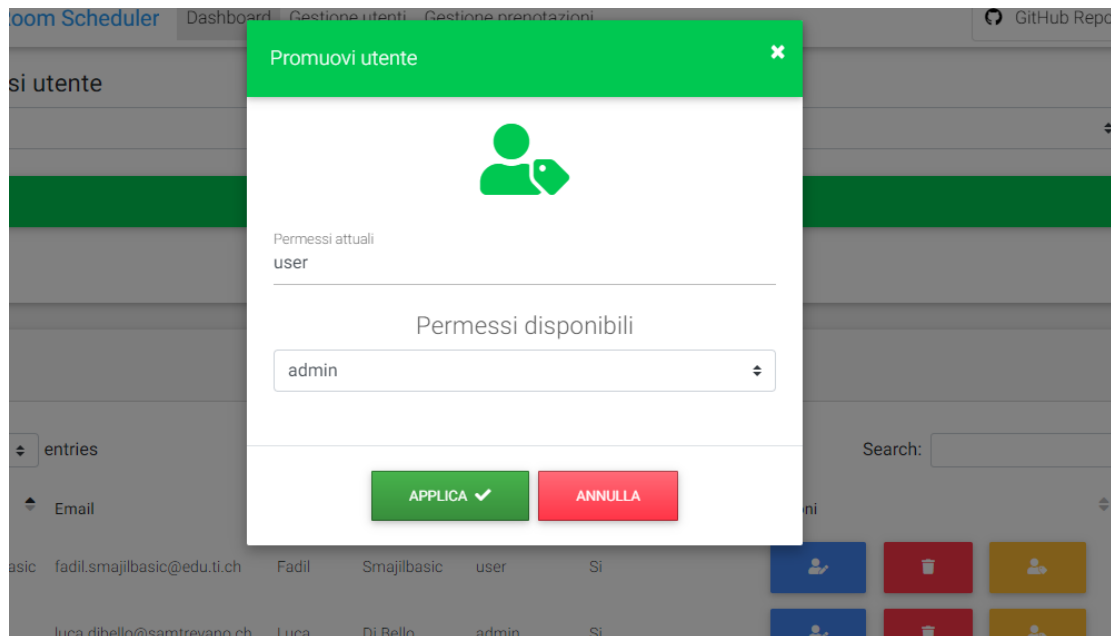 oom Scheduler Dashboard Gestione utenti Gestione prenotazioni GitHub Repo
Promuovi utente
si utente
Permessi attuali
user
Permessi disponibili
admin
entries Search:
APPLICA ANNULLA
Email oni
asic fadil.smajilbasic@edu.ti.ch Fadil Smajilbasic user Si
luca.dibello@samtrevano.ch Luca Di Bello admin Si